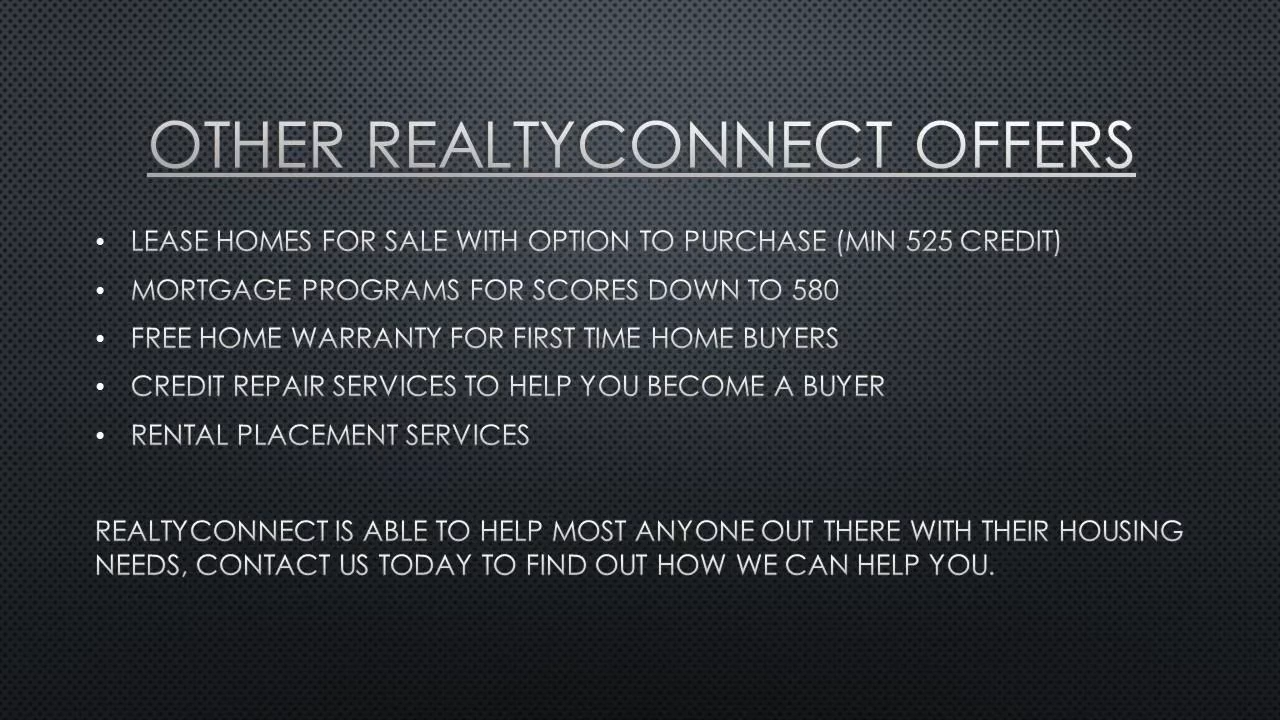 OTHER REALTYCONNECT OFFERS
• LEASE HOMES FOR SALE WITH OPTION TO PURCHASE (MIN 525 CREDIT)
• MORTGAGE PROGRAMS FOR SCORES DOWN TO 580
• FREE HOME WARRANTY FOR FIRST TIME HOME BUYERS
• CREDIT REPAIR SERVICES TO HELP YOU BECOME A BUYER
• RENTAL PLACEMENT SERVICES
REALTYCONNECT IS ABLE TO HELP MOST ANYONE OUT THERE WITH THEIR HOUSING
NEEDS, CONTACT US TODAY TO FIND OUT HOW WE CAN HELP YOU.